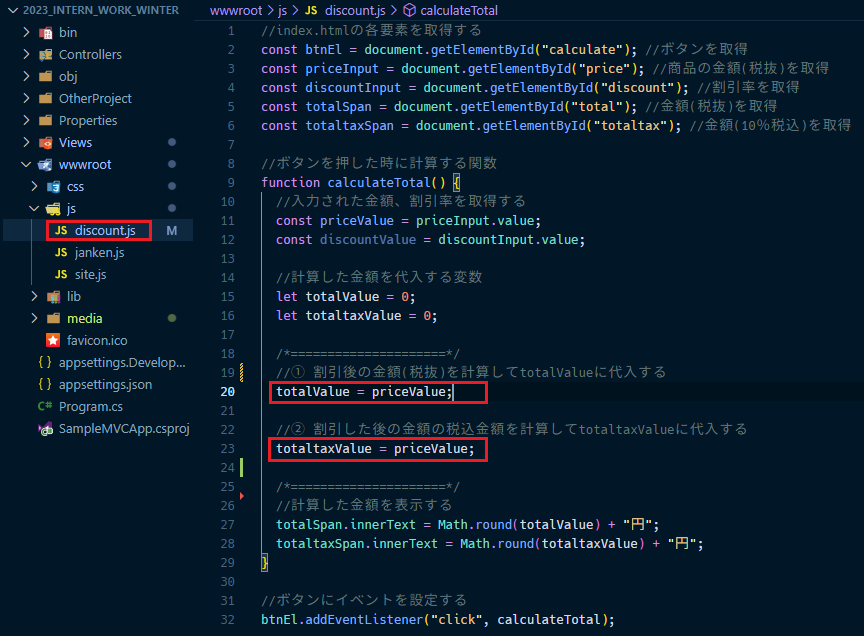 2023_INTERN_WORK_WINTER
bin
Controllers
obj
OtherProject
Properties
Views
wwwroot
css
js
JS discount.js M
JS janken.js
JS site.js
lib
media
favicon.ico
{ } appsettings.Develop...
{ } appsettings.json
C# Program.cs
SampleMVCApp.csproj
wwwroot > js > JS discount.js > calculateTotal
1 //index.htmlの各要素を取得する
2 const btnEl = document.getElementById("calculate"); //ボタンを取得
3 const priceInput = document.getElementById("price"); //商品の金額(税抜)を取得
4 const discountInput = document.getElementById("discount"); //割引率を取得
5 const totalSpan = document.getElementById("total"); //金額(税抜)を取得
6 const totaltaxSpan = document.getElementById("totaltax"); //金額(10％税込)を取得
7
8 //ボタンを押した時に計算する関数
9 function calculateTotal() {
10 //入力された金額、割引率を取得する
11 const priceValue = priceInput.value;
12 const discountValue = discountInput.value;
13
14 //計算した金額を代入する変数
15 let totalValue = 0;
16 let totaltaxValue = 0;
17
18 /*=====================*/
19 //① 割引後の金額(税抜)を計算してtotalValueに代入する
20 totalValue = priceValue;
21
22 //② 割引した後の金額の税込金額を計算してtotaltaxValueに代入する
23 totaltaxValue = priceValue;
24
25 /*=====================*/
26 //計算した金額を表示する
27 totalSpan.innerText = Math.round(totalValue) + "円";
28 totaltaxSpan.innerText = Math.round(totaltaxValue) + "円";
29 }
30
31 //ボタンにイベントを設定する
32 btnEl.addEventListener("click", calculateTotal);